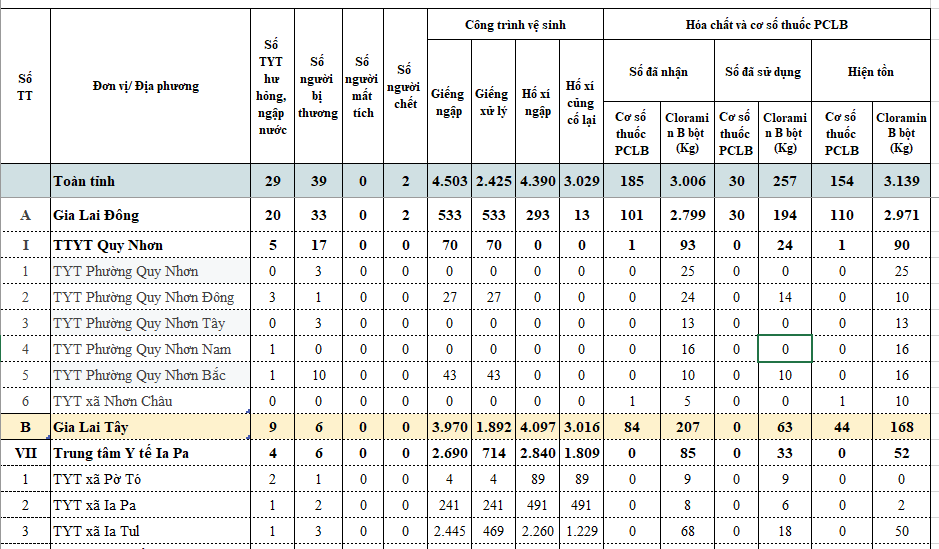 Số TT | Đơn vị/ Địa phương | Số TYT hư hỏng, ngập nước | Số người bị thương | Số người mất tích | Số người chết | Công trình vệ sinh | Hóa chất và cơ số thuốc PCLB
Số đã nhận | Số đã sử dụng | Hiện tồn
Giếng ngập | Giếng xử lý | Hố xí ngập | Hố xí củng cố lại | Cơ số thuốc PCLB | Cloramin B bột (Kg) | Cơ số thuốc PCLB | Cloramin B bột (Kg) | Cơ số thuốc PCLB | Cloramin B bột (Kg)
Toàn tỉnh | 29 | 39 | 0 | 2 | 4.503 | 2.425 | 4.390 | 3.029 | 185 | 3.006 | 30 | 257 | 154 | 3.139
A | Gia Lai Đông | 20 | 33 | 0 | 2 | 533 | 533 | 293 | 13 | 101 | 2.799 | 30 | 194 | 110 | 2.971
I | TTYT Quy Nhơn | 5 | 17 | 0 | 0 | 70 | 70 | 0 | 0 | 1 | 93 | 0 | 24 | 1 | 90
1 | TYT Phường Quy Nhơn | 0 | 3 | 0 | 0 | 0 | 0 | 0 | 0 | 0 | 25 | 0 | 0 | 0 | 25
2 | TYT Phường Quy Nhơn Đông | 3 | 1 | 0 | 0 | 27 | 27 | 0 | 0 | 0 | 24 | 0 | 14 | 0 | 10
3 | TYT Phường Quy Nhơn Tây | 0 | 3 | 0 | 0 | 0 | 0 | 0 | 0 | 0 | 13 | 0 | 0 | 0 | 13
4 | TYT Phường Quy Nhơn Nam | 1 | 0 | 0 | 0 | 0 | 0 | 0 | 0 | 0 | 16 | 0 | 0 | 0 | 16
5 | TYT Phường Quy Nhơn Bắc | 1 | 10 | 0 | 0 | 43 | 43 | 0 | 0 | 0 | 10 | 0 | 10 | 0 | 16
6 | TYT xã Nhơn Châu | 0 | 0 | 0 | 0 | 0 | 0 | 0 | 0 | 1 | 5 | 0 | 0 | 1 | 10
B | Gia Lai Tây | 9 | 6 | 0 | 0 | 3.970 | 1.892 | 4.097 | 3.016 | 84 | 207 | 0 | 63 | 44 | 168
VII | Trung tâm Y tế Ia Pa | 4 | 6 | 0 | 0 | 2.690 | 714 | 2.840 | 1.809 | 0 | 85 | 0 | 33 | 0 | 52
1 | TYT xã Pờ Tó | 2 | 1 | 0 | 0 | 4 | 4 | 89 | 89 | 0 | 9 | 0 | 9 | 0 | 0
2 | TYT xã Ia Pa | 1 | 2 | 0 | 0 | 241 | 241 | 491 | 491 | 0 | 8 | 0 | 6 | 0 | 2
3 | TYT xã Ia Tul | 1 | 3 | 0 | 0 | 2.445 | 469 | 2.260 | 1.229 | 0 | 68 | 0 | 18 | 0 | 50